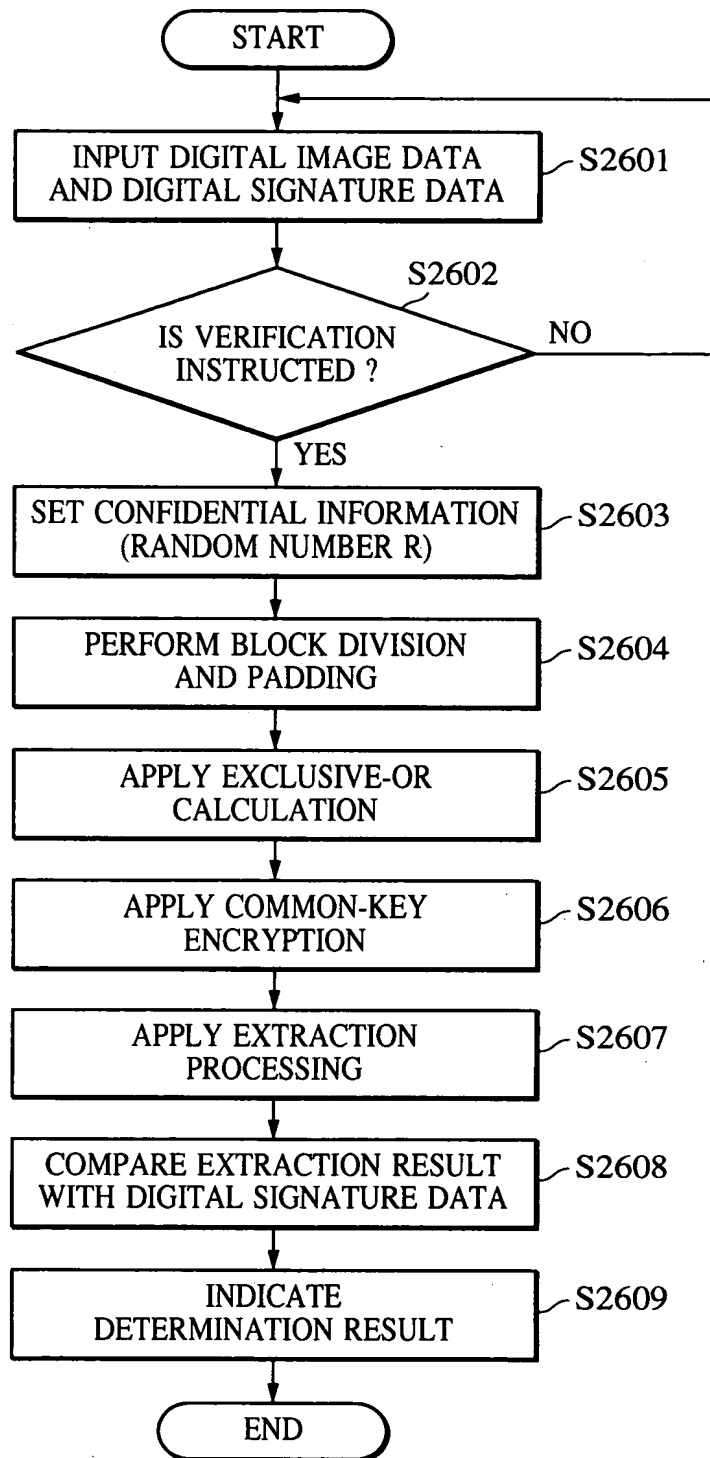 START
INPUT DIGITAL IMAGE DATA
AND DIGITAL SIGNATURE DATA
S2601
S2602
IS VERIFICATION
INSTRUCTED ?
NO
YES
SET CONFIDENTIAL INFORMATION
(RANDOM NUMBER R)
S2603
PERFORM BLOCK DIVISION
AND PADDING
S2604
APPLY EXCLUSIVE-OR
CALCULATION
S2605
APPLY COMMON-KEY
ENCRYPTION
S2606
APPLY EXTRACTION
PROCESSING
S2607
COMPARE EXTRACTION RESULT
WITH DIGITAL SIGNATURE DATA
S2608
INDICATE
DETERMINATION RESULT
S2609
END